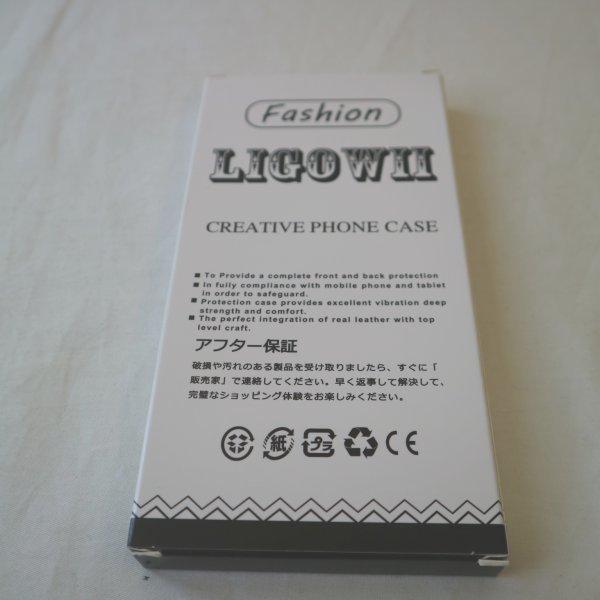 Fashion
LIGOWII
CREATIVE PHONE CASE
■ To Provide a complete front and back protection
■ In fully compliance with mobile phone and tablet
in order to safeguard.
■ Protection case provides excellent vibration deep
strength and comfort.
■ The perfect integration of real leather with top
level craft.
アフター保証
破損や汚れのある製品を受け取りましたら、すぐに「
販売家」で連絡してください。早く返事して解決して、
完璧なショッピング体験をお楽しみください。
紙 プラ CE